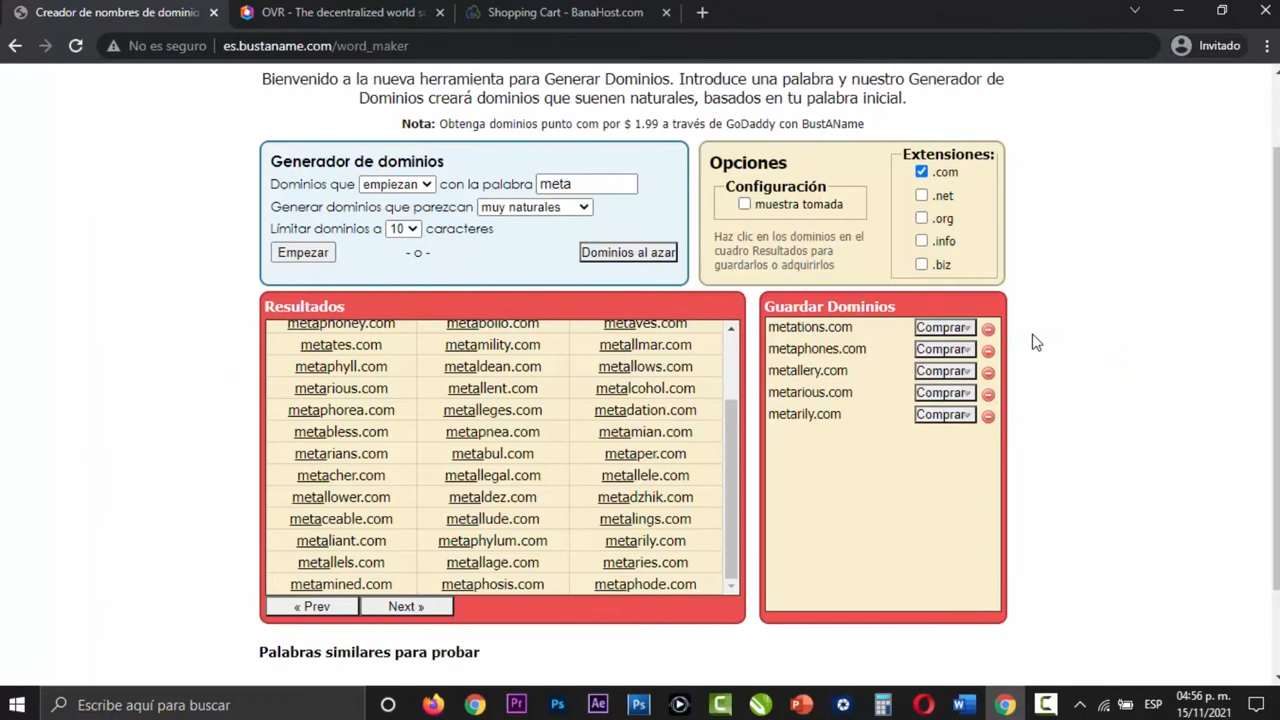 Creador de nombres de dominio
OVR - The decentralized world s
Shopping Cart - BanaHost.com
No es seguro
es.bustaname.com/word_maker
Invitado
Bienvenido a la nueva herramienta para Generar Dominios. Introduce una palabra y nuestro Generador de
Dominios creará dominios que suenen naturales, basados en tu palabra inicial.
Nota: Obtenga dominios punto com por $ 1.99 a través de GoDaddy con BustAName
Generador de dominios
Dominios que empiezan con la palabra meta
Generar dominios que parezcan muy naturales
Límitar dominios a 10 caracteres
Empezar - o - Dominios al azar
Opciones
Configuración
muestra tomada
Haz clic en los dominios en el
cuadro Resultados para
guardarlos o adquirirlos
Extensiones:
.com
.net
.org
.info
.biz
Resultados
metaphoney.com metabolio.com metaves.com
metates.com metamility.com metallmar.com
metaphyll.com metaldean.com metallows.com
metarious.com metallent.com metalcohol.com
metaphorea.com metalleges.com metadation.com
metabless.com metapnea.com metamian.com
metarians.com metabul.com metaper.com
metacher.com metallegal.com metallele.com
metallower.com metaldez.com metadzhik.com
metaceable.com metallude.com metalings.com
metaliant.com metaphylum.com metarily.com
metallels.com metallage.com metaries.com
metamined.com metaphosis.com metaphode.com
« Prev Next »
Guardar Dominios
metations.com Comprar
metaphones.com Comprar
metallery.com Comprar
metarious.com Comprar
metarily.com Comprar
Palabras similares para probar
Escribe aquí para buscar
Pr
Ps
Ae
Ps
ESP
04:56 p. m.
15/11/2021